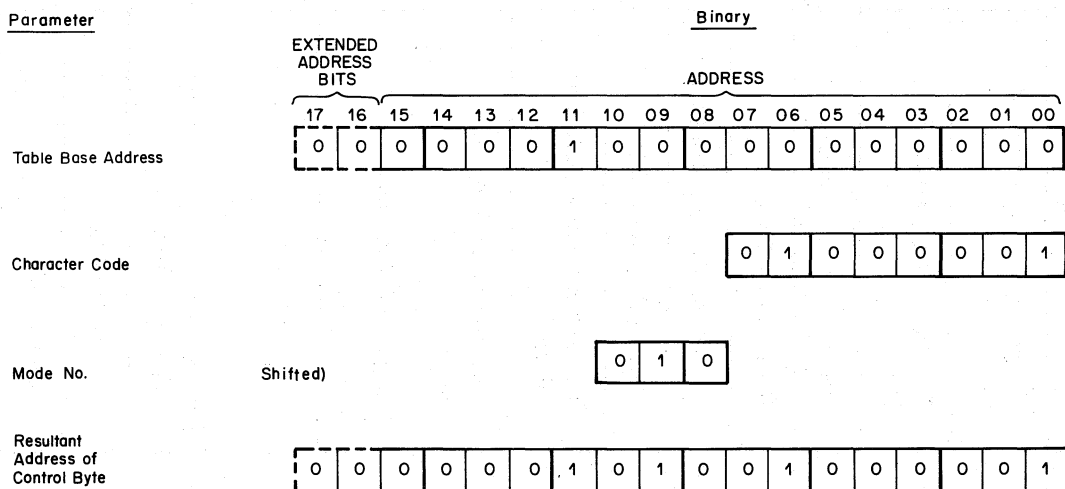 Parameter
Binary
EXTENDED
ADDRESS
BITS
ADDRESS
17 16 15 14 13 12 11 10 09 08 07 06 05 04 03 02 01 00
Table Base Address 0 0 0 0 0 0 1 0 0 0 0 0 0 0 0 0 0 0
Character Code 0 1 0 0 0 0 0 1
Mode No. Shifted) 0 1 0
Resultant
Address of
Control Byte 0 0 0 0 0 0 1 0 1 0 0 1 0 0 0 0 0 1